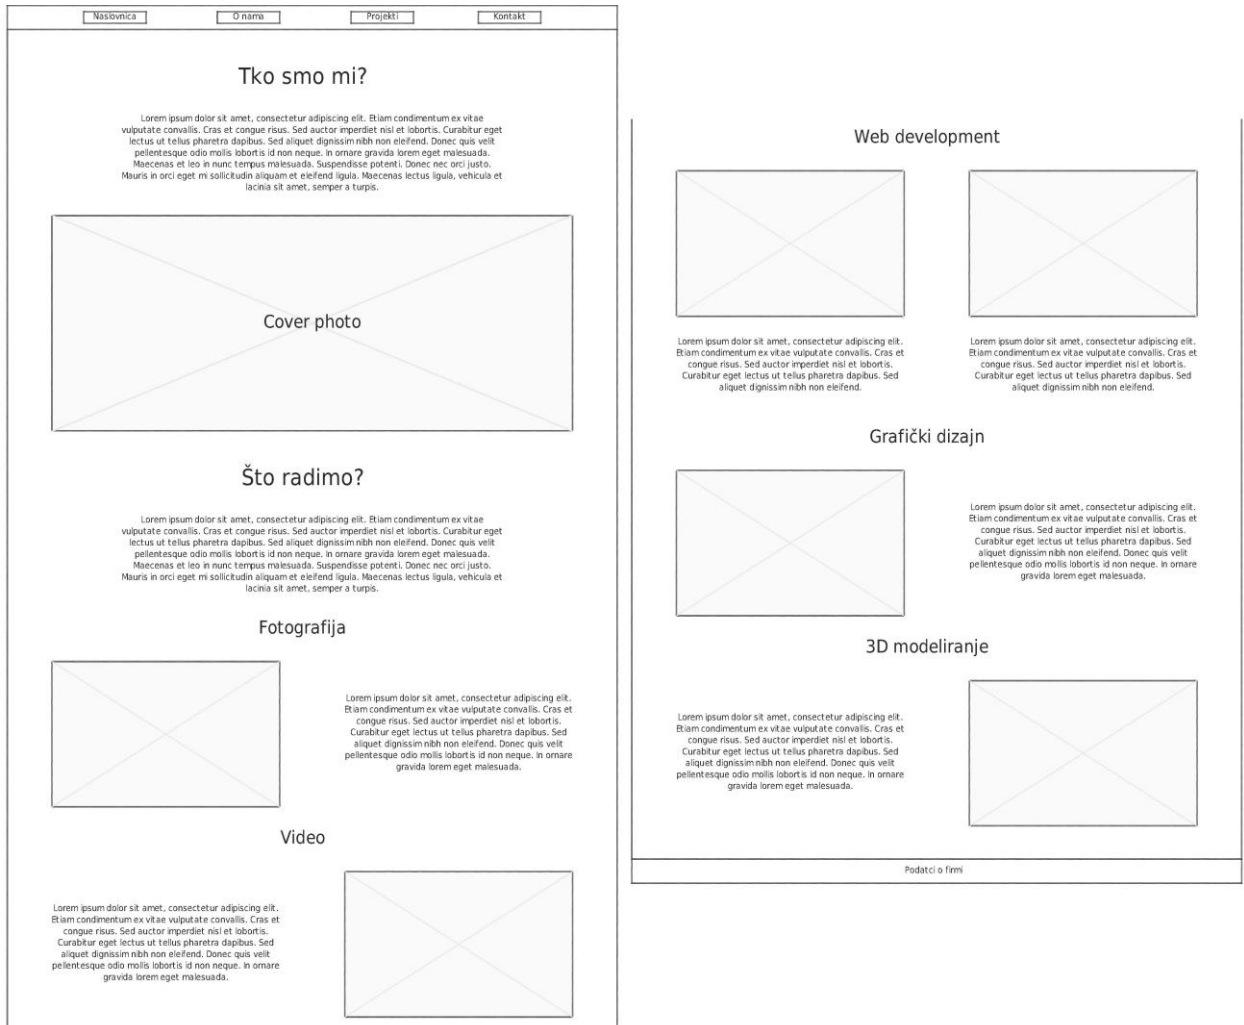 Naslovnica
O nama
Projekti
Kontakt
Tko smo mi?
Lorem ipsum dolor sit amet, consectetur adipiscing elit. Etiam condimentum ex vitae
vulputate convallis. Cras et congue risus. Sed auctor imperdiet nisl et lobortis. Curabitur eget
lectus ut tellus pharetra dapibus. Sed aliquet dignissim nibh non eleifend. Donec quis velit
pellentesque odio mollis lobortis id non neque. In ornare gravida lorem eget malesuada.
Maecenas et leo in nunc tempus malesuada. Suspendisse potenti. Donec nec orci justo.
Mauris in orci eget mi sollicitudin aliquam et eleifend ligula. Maecenas lectus ligula, vehicula et
lacinia sit amet, semper a turpis.
Cover photo
Što radimo?
Lorem ipsum dolor sit amet, consectetur adipiscing elit. Etiam condimentum ex vitae
vulputate convallis. Cras et congue risus. Sed auctor imperdiet nisl et lobortis. Curabitur eget
lectus ut tellus pharetra dapibus. Sed aliquet dignissim nibh non eleifend. Donec quis velit
pellentesque odio mollis lobortis id non neque. In ornare gravida lorem eget malesuada.
Maecenas et leo in nunc tempus malesuada. Suspendisse potenti. Donec nec orci justo.
Mauris in orci eget mi sollicitudin aliquam et eleifend ligula. Maecenas lectus ligula, vehicula et
lacinia sit amet, semper a turpis.
Fotografija
Lorem ipsum dolor sit amet, consectetur adipiscing elit.
Etiam condimentum ex vitae vulputate convallis. Cras et
congue risus. Sed auctor imperdiet nisl et lobortis.
Curabitur eget lectus ut tellus pharetra dapibus. Sed
aliquet dignissim nibh non eleifend. Donec quis velit
pellentesque odio mollis lobortis id non neque. In ornare
gravida lorem eget malesuada.
Video
Lorem ipsum dolor sit amet, consectetur adipiscing elit.
Etiam condimentum ex vitae vulputate convallis. Cras et
congue risus. Sed auctor imperdiet nisl et lobortis.
Curabitur eget lectus ut tellus pharetra dapibus. Sed
aliquet dignissim nibh non eleifend. Donec quis velit
pellentesque odio mollis lobortis id non neque. In ornare
gravida lorem eget malesuada.
Web development
Lorem ipsum dolor sit amet, consectetur adipiscing elit.
Etiam condimentum ex vitae vulputate convallis. Cras et
congue risus. Sed auctor imperdiet nisl et lobortis.
Curabitur eget lectus ut tellus pharetra dapibus. Sed
aliquet dignissim nibh non eleifend.
Lorem ipsum dolor sit amet, consectetur adipiscing elit.
Etiam condimentum ex vitae vulputate convallis. Cras et
congue risus. Sed auctor imperdiet nisl et lobortis.
Curabitur eget lectus ut tellus pharetra dapibus. Sed
aliquet dignissim nibh non eleifend.
Grafički dizajn
Lorem ipsum dolor sit amet, consectetur adipiscing elit.
Etiam condimentum ex vitae vulputate convallis. Cras et
congue risus. Sed auctor imperdiet nisl et lobortis.
Curabitur eget lectus ut tellus pharetra dapibus. Sed
aliquet dignissim nibh non eleifend. Donec quis velit
pellentesque odio mollis lobortis id non neque. In ornare
gravida lorem eget malesuada.
3D modeliranje
Lorem ipsum dolor sit amet, consectetur adipiscing elit.
Etiam condimentum ex vitae vulputate convallis. Cras et
congue risus. Sed auctor imperdiet nisl et lobortis.
Curabitur eget lectus ut tellus pharetra dapibus. Sed
aliquet dignissim nibh non eleifend. Donec quis velit
pellentesque odio mollis lobortis id non neque. In ornare
gravida lorem eget malesuada.
Podatci o firmi